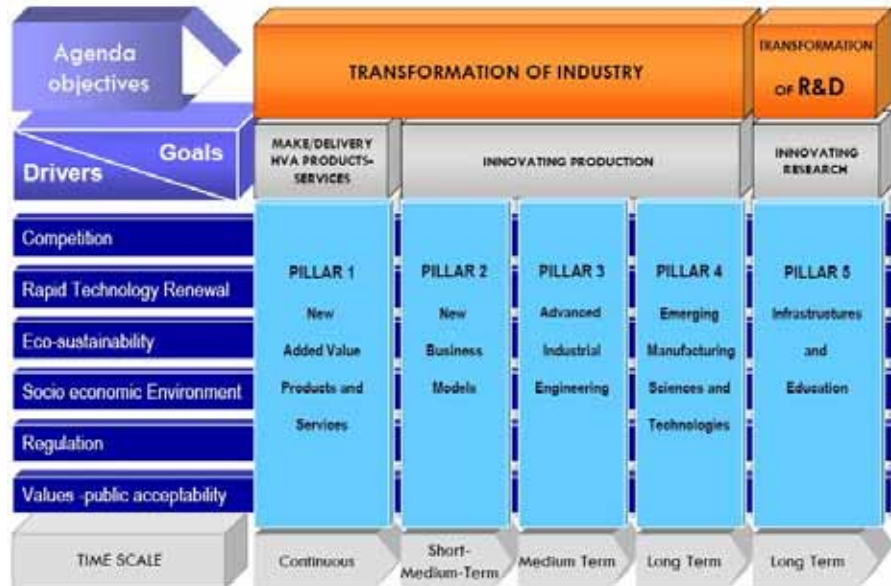 Agenda
objectives
TRANSFORMATION OF INDUSTRY
TRANSFORMATION
OF R&D
Goals
Drivers
MAKE/DELIVERY
HVA PRODUCTS-
SERVICES
INNOVATING PRODUCTION
INNOVATING
RESEARCH
Competition
Rapid Technology Renewal
Eco-sustainability
Socio economic Environment
Regulation
Values -public acceptability
PILLAR 1
New
Added Value
Products and
Services
PILLAR 2
New
Business
Models
PILLAR 3
Advanced
Industrial
Engineering
PILLAR 4
Emerging
Manufacturing
Sciences and
Technologies
PILLAR 5
Infrastructures
and
Education
TIME SCALE
Continuous
Short-
Medium-Term
Medium Term
Long Term
Long Term